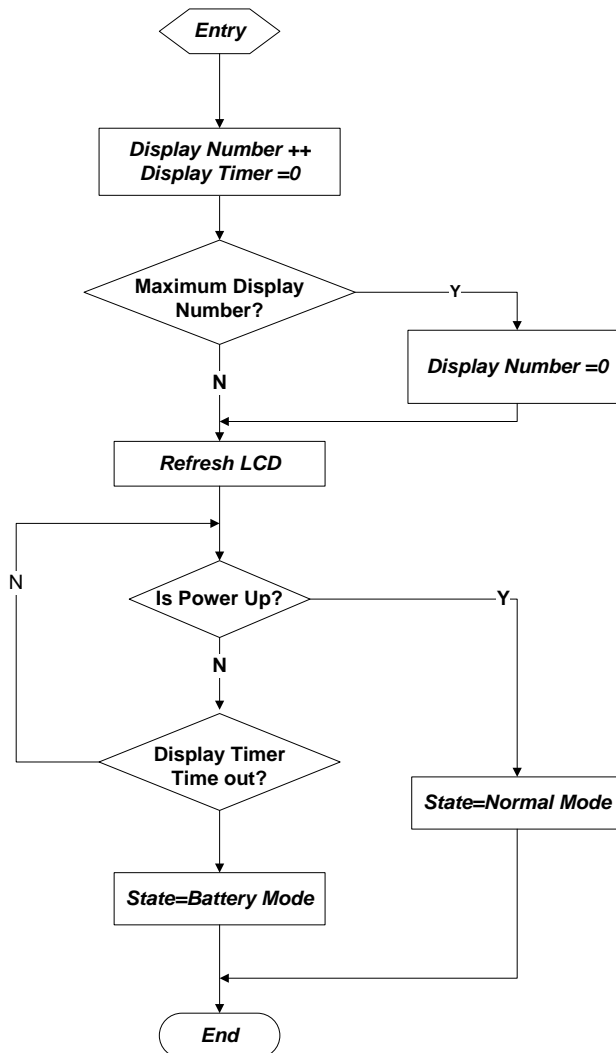 Entry
Display Number ++
Display Timer =0
Maximum Display
Number?
Y
Display Number =0
N
Refresh LCD
N
Is Power Up?
Y
N
Display Timer
Time out?
State=Normal Mode
State=Battery Mode
End